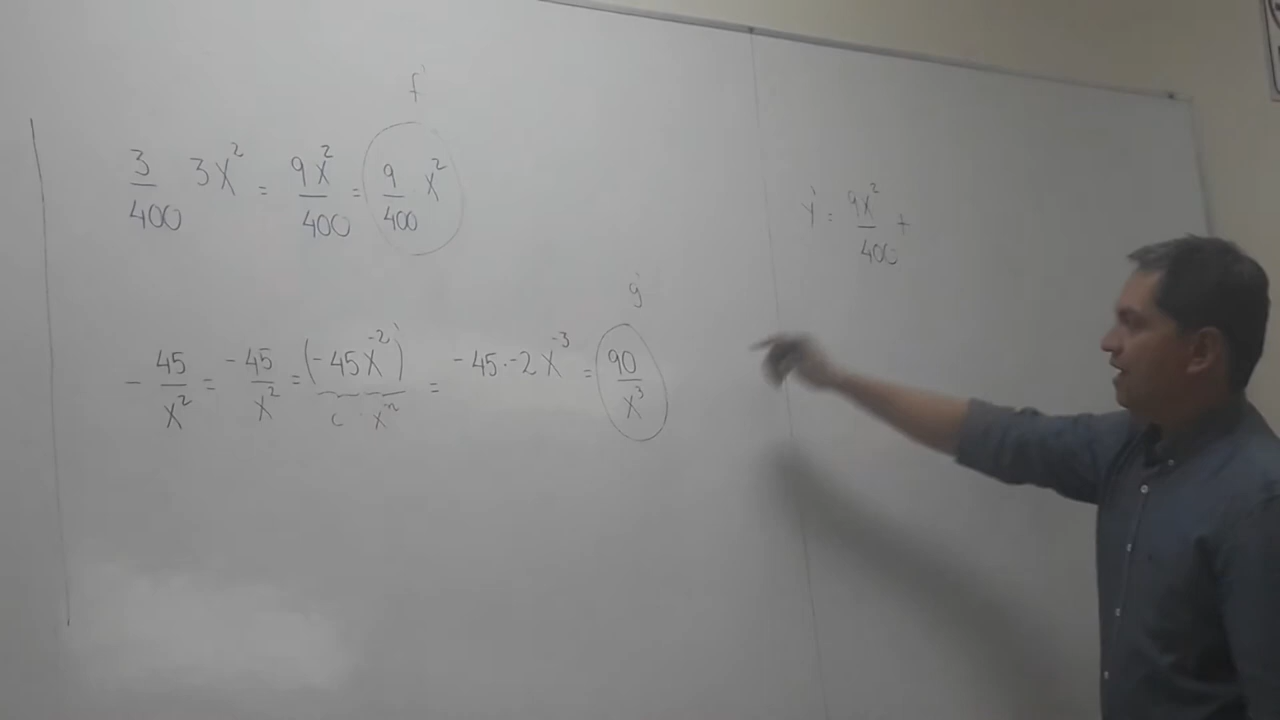 f'
3/400 3x² = 9x²/400 = 9/400 x²
g'
- 45/x² = -45/x² = (-45x⁻²)' = -45·-2x⁻³ = 90/x³
c · xⁿ
y' = 9x²/400 +